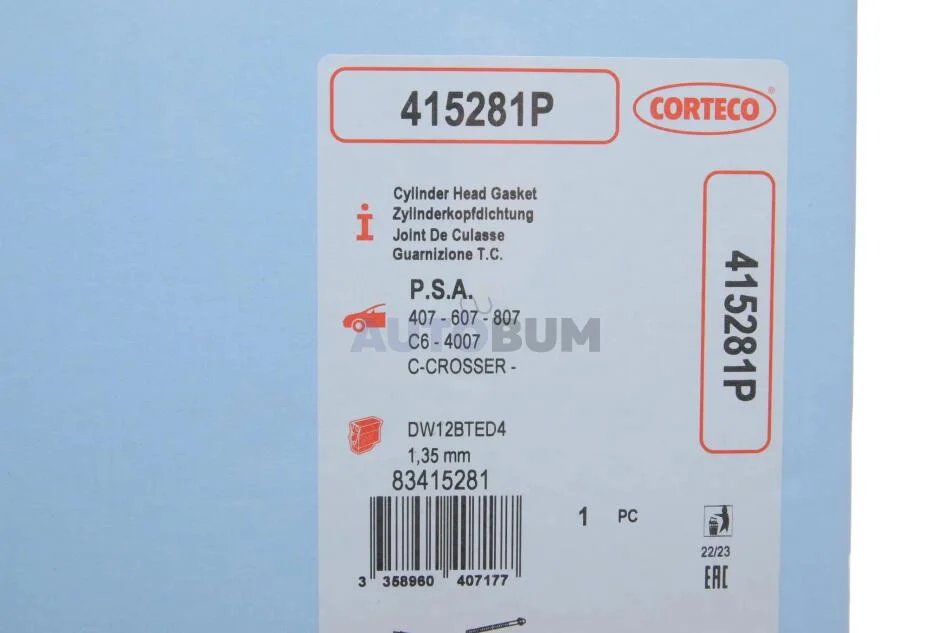 415281P
CORTECO®
Cylinder Head Gasket
Zylinderkopfdichtung
Joint De Culasse
Guarnizione T.C.
415281P
P.S.A.
407 - 607 - 807
C6 - 4007
C-CROSSER -
AUTOBUM
DW12BTED4
1,35 mm
83415281
1 PC
3 358960 407177
22/23
EAC